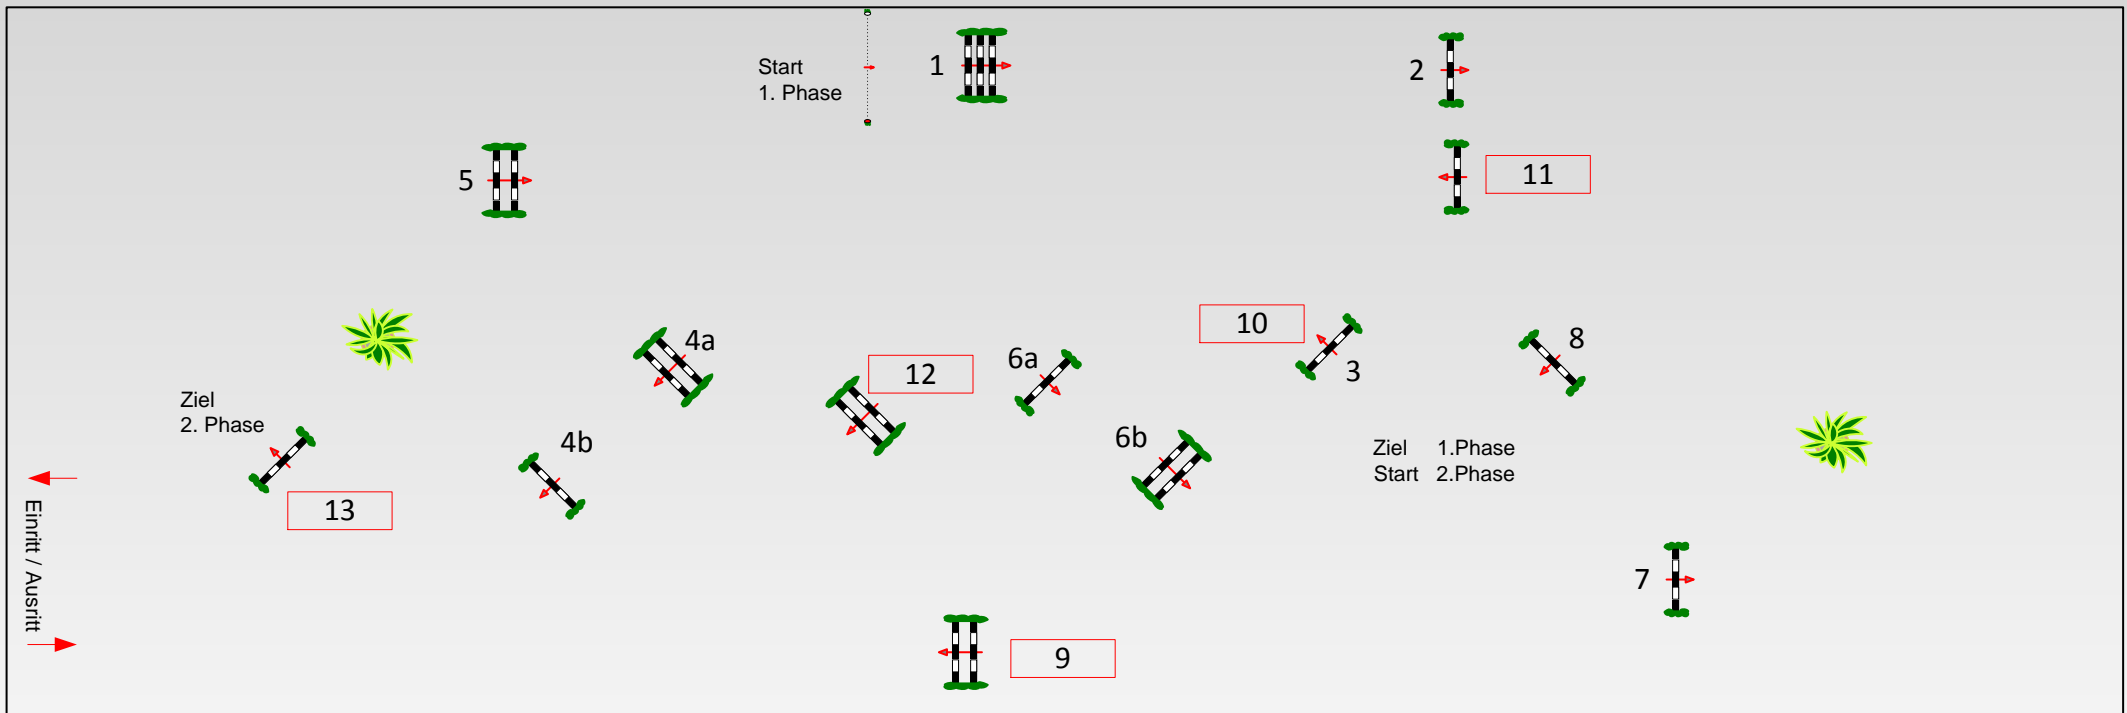 Start
1. Phase
1
2
5
11
10
4a
12
6a
3
8
Ziel
2. Phase
4b
6b
Ziel 1.Phase
Start 2.Phase
13
Einritt / Ausritt
7
9